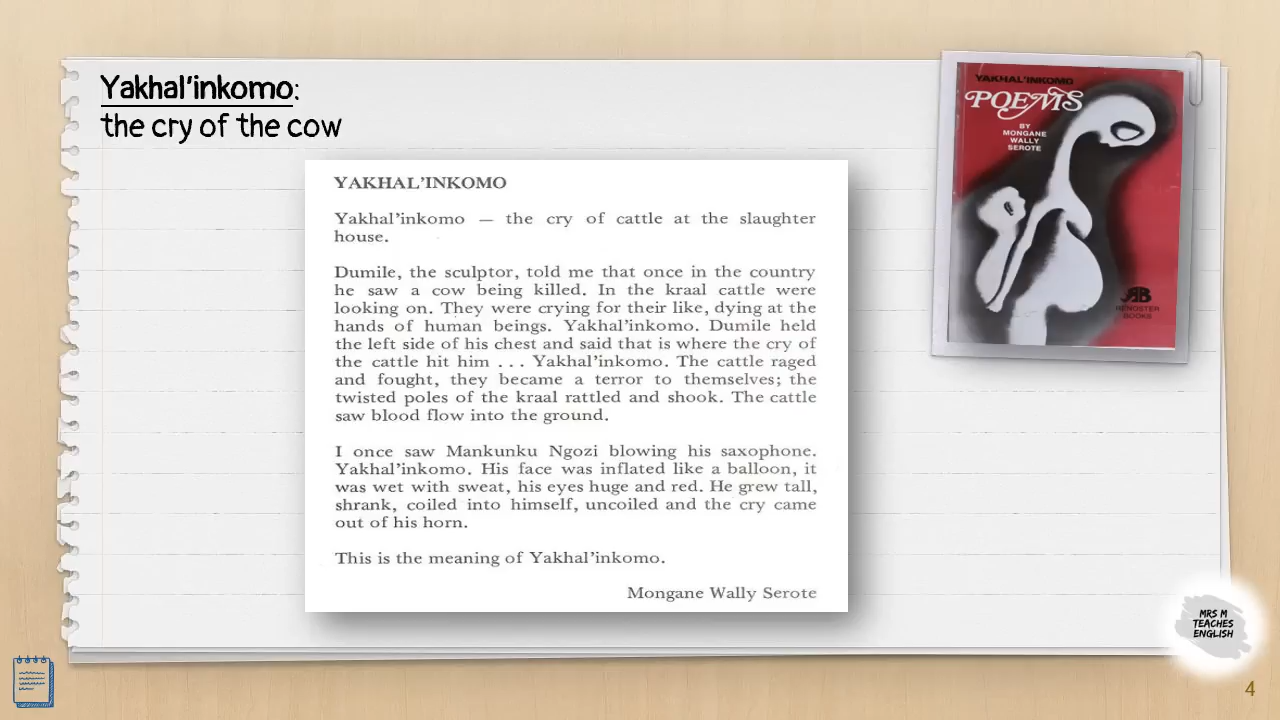 Yakhal'inkomo:
the cry of the cow
YAKHAL'INKOMO
Yakhal'inkomo — the cry of cattle at the slaughter
house.
Dumile, the sculptor, told me that once in the country
he saw a cow being killed. In the kraal cattle were
looking on. They were crying for their like, dying at the
hands of human beings. Yakhal'inkomo. Dumile held
the left side of his chest and said that is where the cry of
the cattle hit him . . . Yakhal'inkomo. The cattle raged
and fought, they became a terror to themselves; the
twisted poles of the kraal rattled and shook. The cattle
saw blood flow into the ground.
I once saw Mankunku Ngozi blowing his saxophone.
Yakhal'inkomo. His face was inflated like a balloon, it
was wet with sweat, his eyes huge and red. He grew tall,
shrank, coiled into himself, uncoiled and the cry came
out of his horn.
This is the meaning of Yakhal'inkomo.
Mongane Wally Serote
YAKHAL'INKOMO
POEMS
BY
MONGANE
WALLY
SEROTE
RENOSTER
BOOKS
MRS M
TEACHES
ENGLISH
4